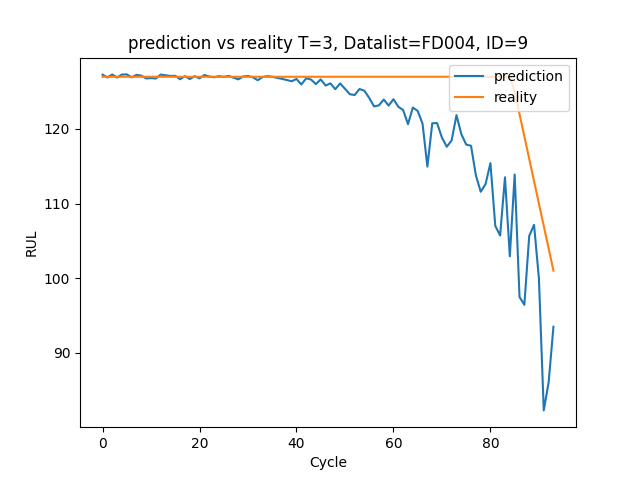 prediction vs reality T=3, Datalist=FD004, ID=9
prediction
reality
120
110
100
90
RUL
0
20
40
60
80
Cycle